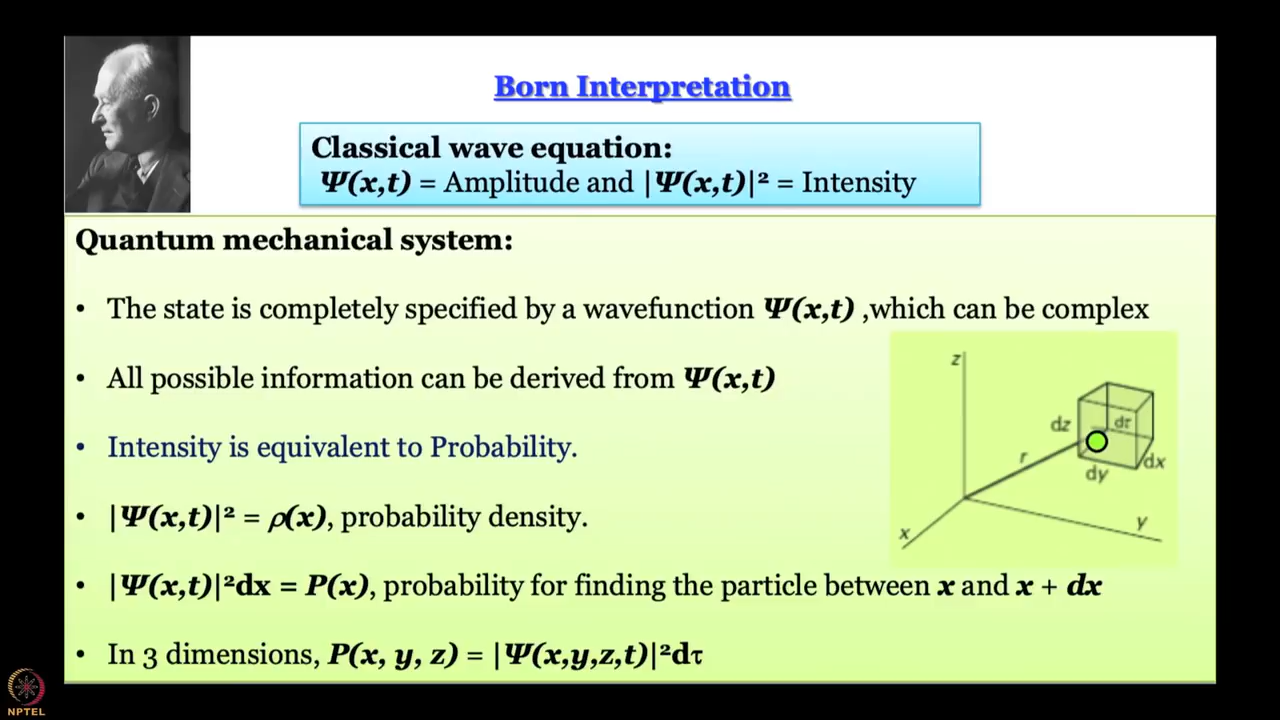 Born Interpretation
Classical wave equation:
Ψ(x,t) = Amplitude and |Ψ(x,t)|² = Intensity
Quantum mechanical system:
• The state is completely specified by a wavefunction Ψ(x,t) ,which can be complex
• All possible information can be derived from Ψ(x,t)
• Intensity is equivalent to Probability.
• |Ψ(x,t)|² = ρ(x), probability density.
• |Ψ(x,t)|²dx = P(x), probability for finding the particle between x and x + dx
• In 3 dimensions, P(x, y, z) = |Ψ(x,y,z,t)|²dτ
z
dz
dτ
r
dx
dy
y
x
NPTEL